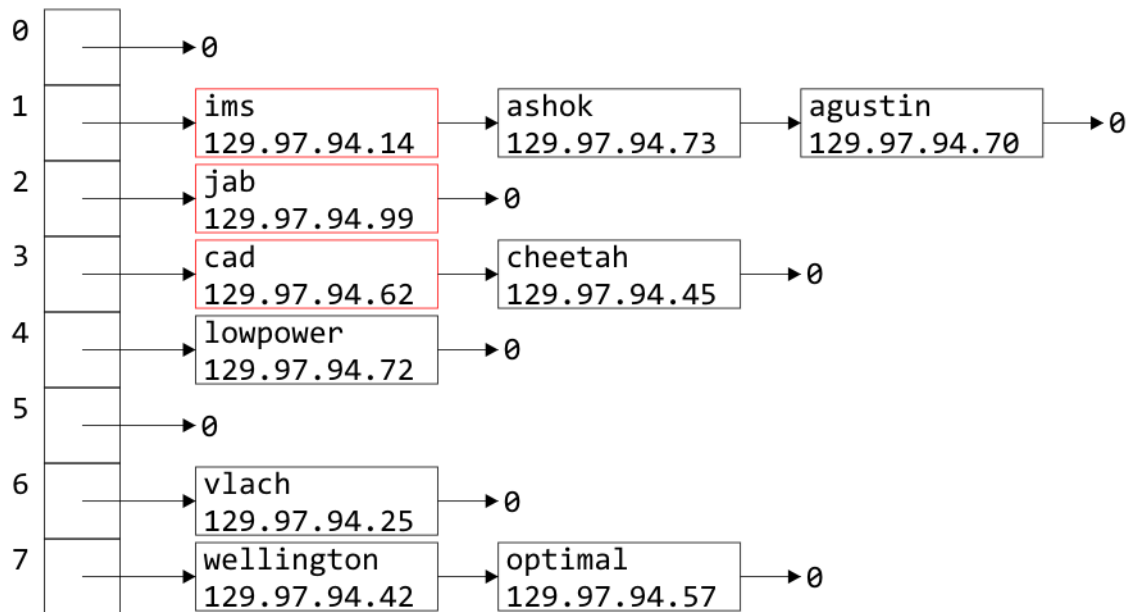 0
0
1
ims
129.97.94.14
ashok
129.97.94.73
agustin
129.97.94.70
0
2
jab
129.97.94.99
0
3
cad
129.97.94.62
cheetah
129.97.94.45
0
4
lowpower
129.97.94.72
0
5
0
6
vlach
129.97.94.25
0
7
wellington
129.97.94.42
optimal
129.97.94.57
0